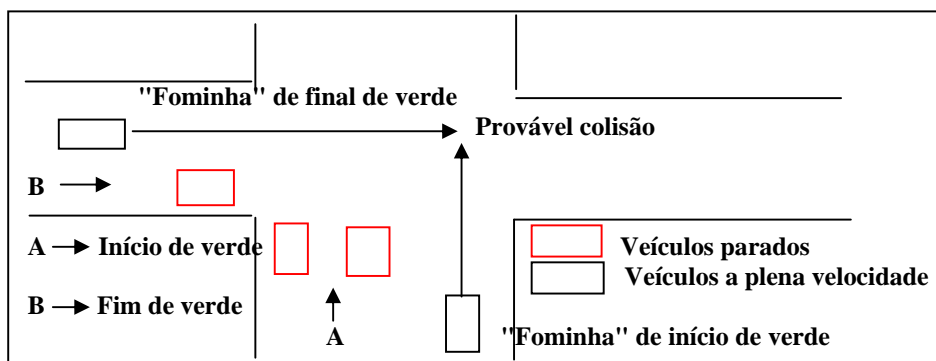 "Fominha" de final de verde
Provável colisão
B
A Início de verde
Veículos parados
Veículos a plena velocidade
B Fim de verde
A
"Fominha" de início de verde